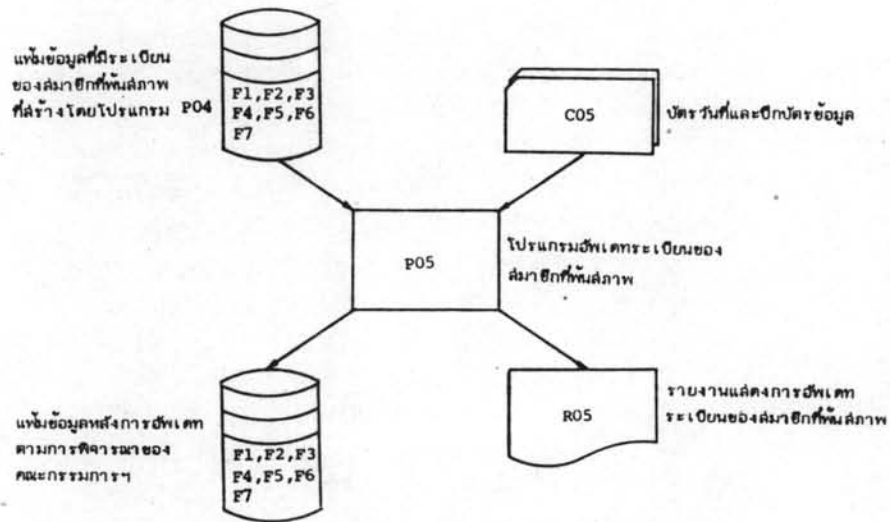 แฟ้มข้อมูลที่มีระเบียน
ของสมาชิกที่พ้นสภาพ
ที่สร้างโดยโปรแกรม P04
F1,F2,F3
F4,F5,F6
F7
C05
บัตรวันที่และปึกบัตรข้อมูล
P05
โปรแกรมอัพเดทระเบียนของ
สมาชิกที่พ้นสภาพ
แฟ้มข้อมูลหลังการอัพเดท
ตามการพิจารณาของ
คณะกรรมการฯ
F1,F2,F3
F4,F5,F6
F7
R05
รายงานแสดงการอัพเดท
ระเบียนของสมาชิกที่พ้นสภาพ